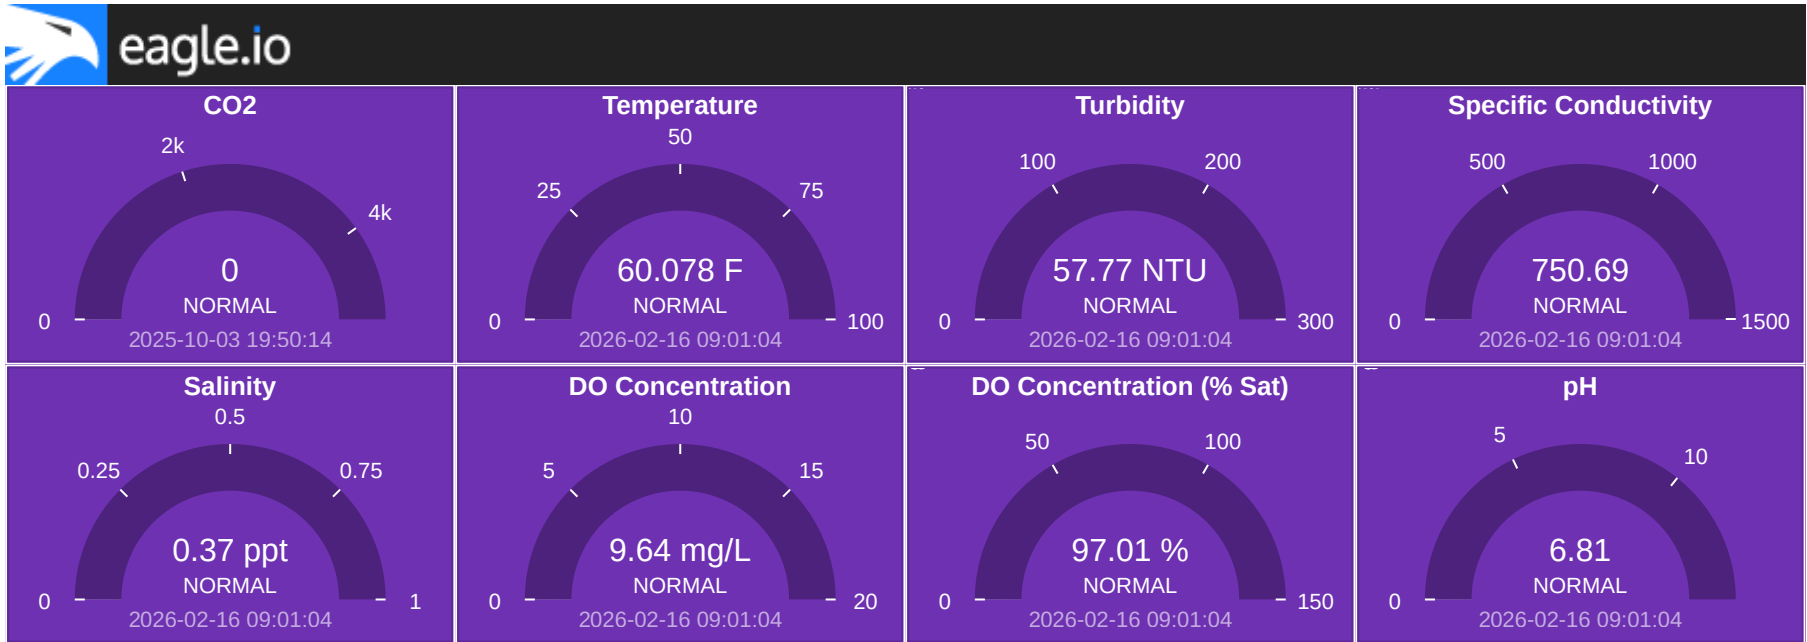 eagle.io
CO2
2k
4k
0
0
NORMAL
2025-10-03 19:50:14
Temperature
50
25
75
60.078 F
NORMAL
0
100
2026-02-16 09:01:04
Turbidity
100
200
57.77 NTU
NORMAL
0
300
2026-02-16 09:01:04
Specific Conductivity
500
1000
750.69
NORMAL
0
1500
2026-02-16 09:01:04
Salinity
0.5
0.25
0.75
0.37 ppt
NORMAL
0
1
2026-02-16 09:01:04
DO Concentration
10
5
15
9.64 mg/L
NORMAL
0
20
2026-02-16 09:01:04
DO Concentration (% Sat)
50
100
97.01 %
NORMAL
0
150
2026-02-16 09:01:04
pH
5
10
6.81
NORMAL
0
2026-02-16 09:01:04